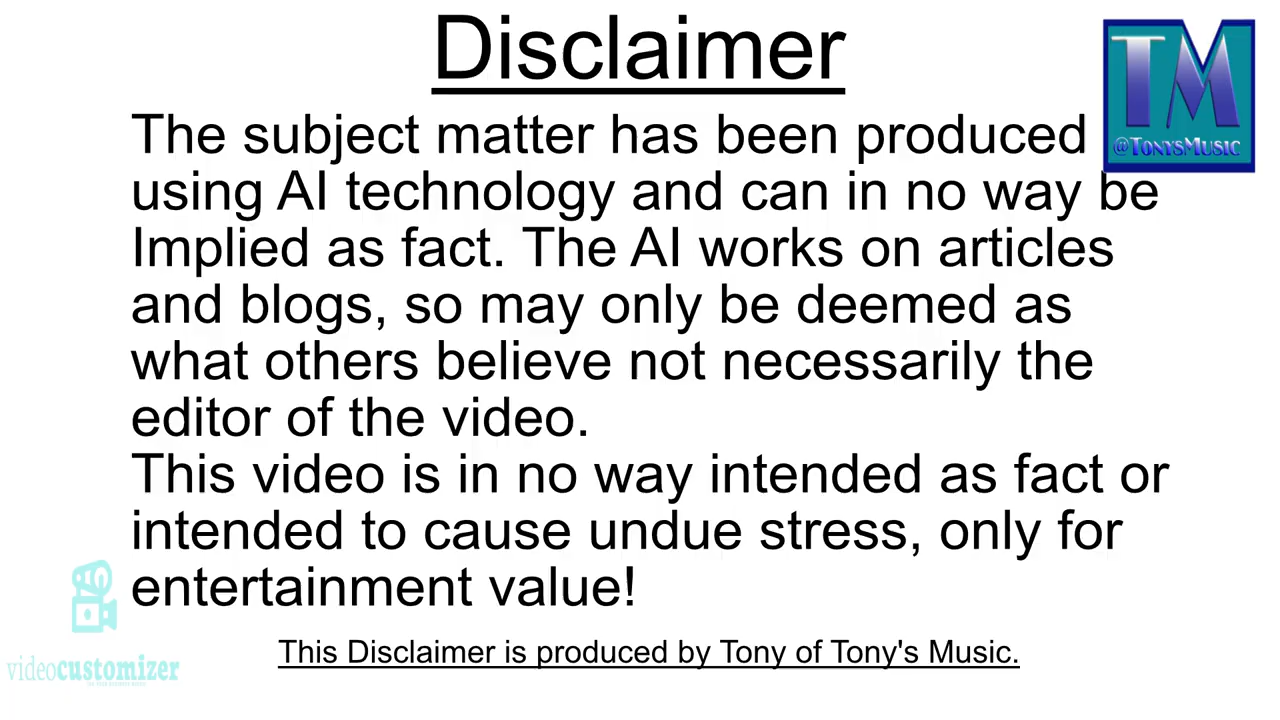 Disclaimer
TM
@TonysMusic
The subject matter has been produced
using AI technology and can in no way be
Implied as fact. The AI works on articles
and blogs, so may only be deemed as
what others believe not necessarily the
editor of the video.
This video is in no way intended as fact or
intended to cause undue stress, only for
entertainment value!
This Disclaimer is produced by Tony of Tony's Music.
videocustomizer